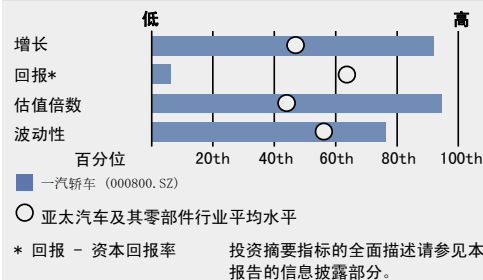 低 高
增长
回报*
估值倍数
波动性
百分位 20th 40th 60th 80th 100th
一汽轿车 (000800.SZ)
亚太汽车及其零部件行业平均水平
* 回报 - 资本回报率 投资摘要指标的全面描述请参见本
报告的信息披露部分。